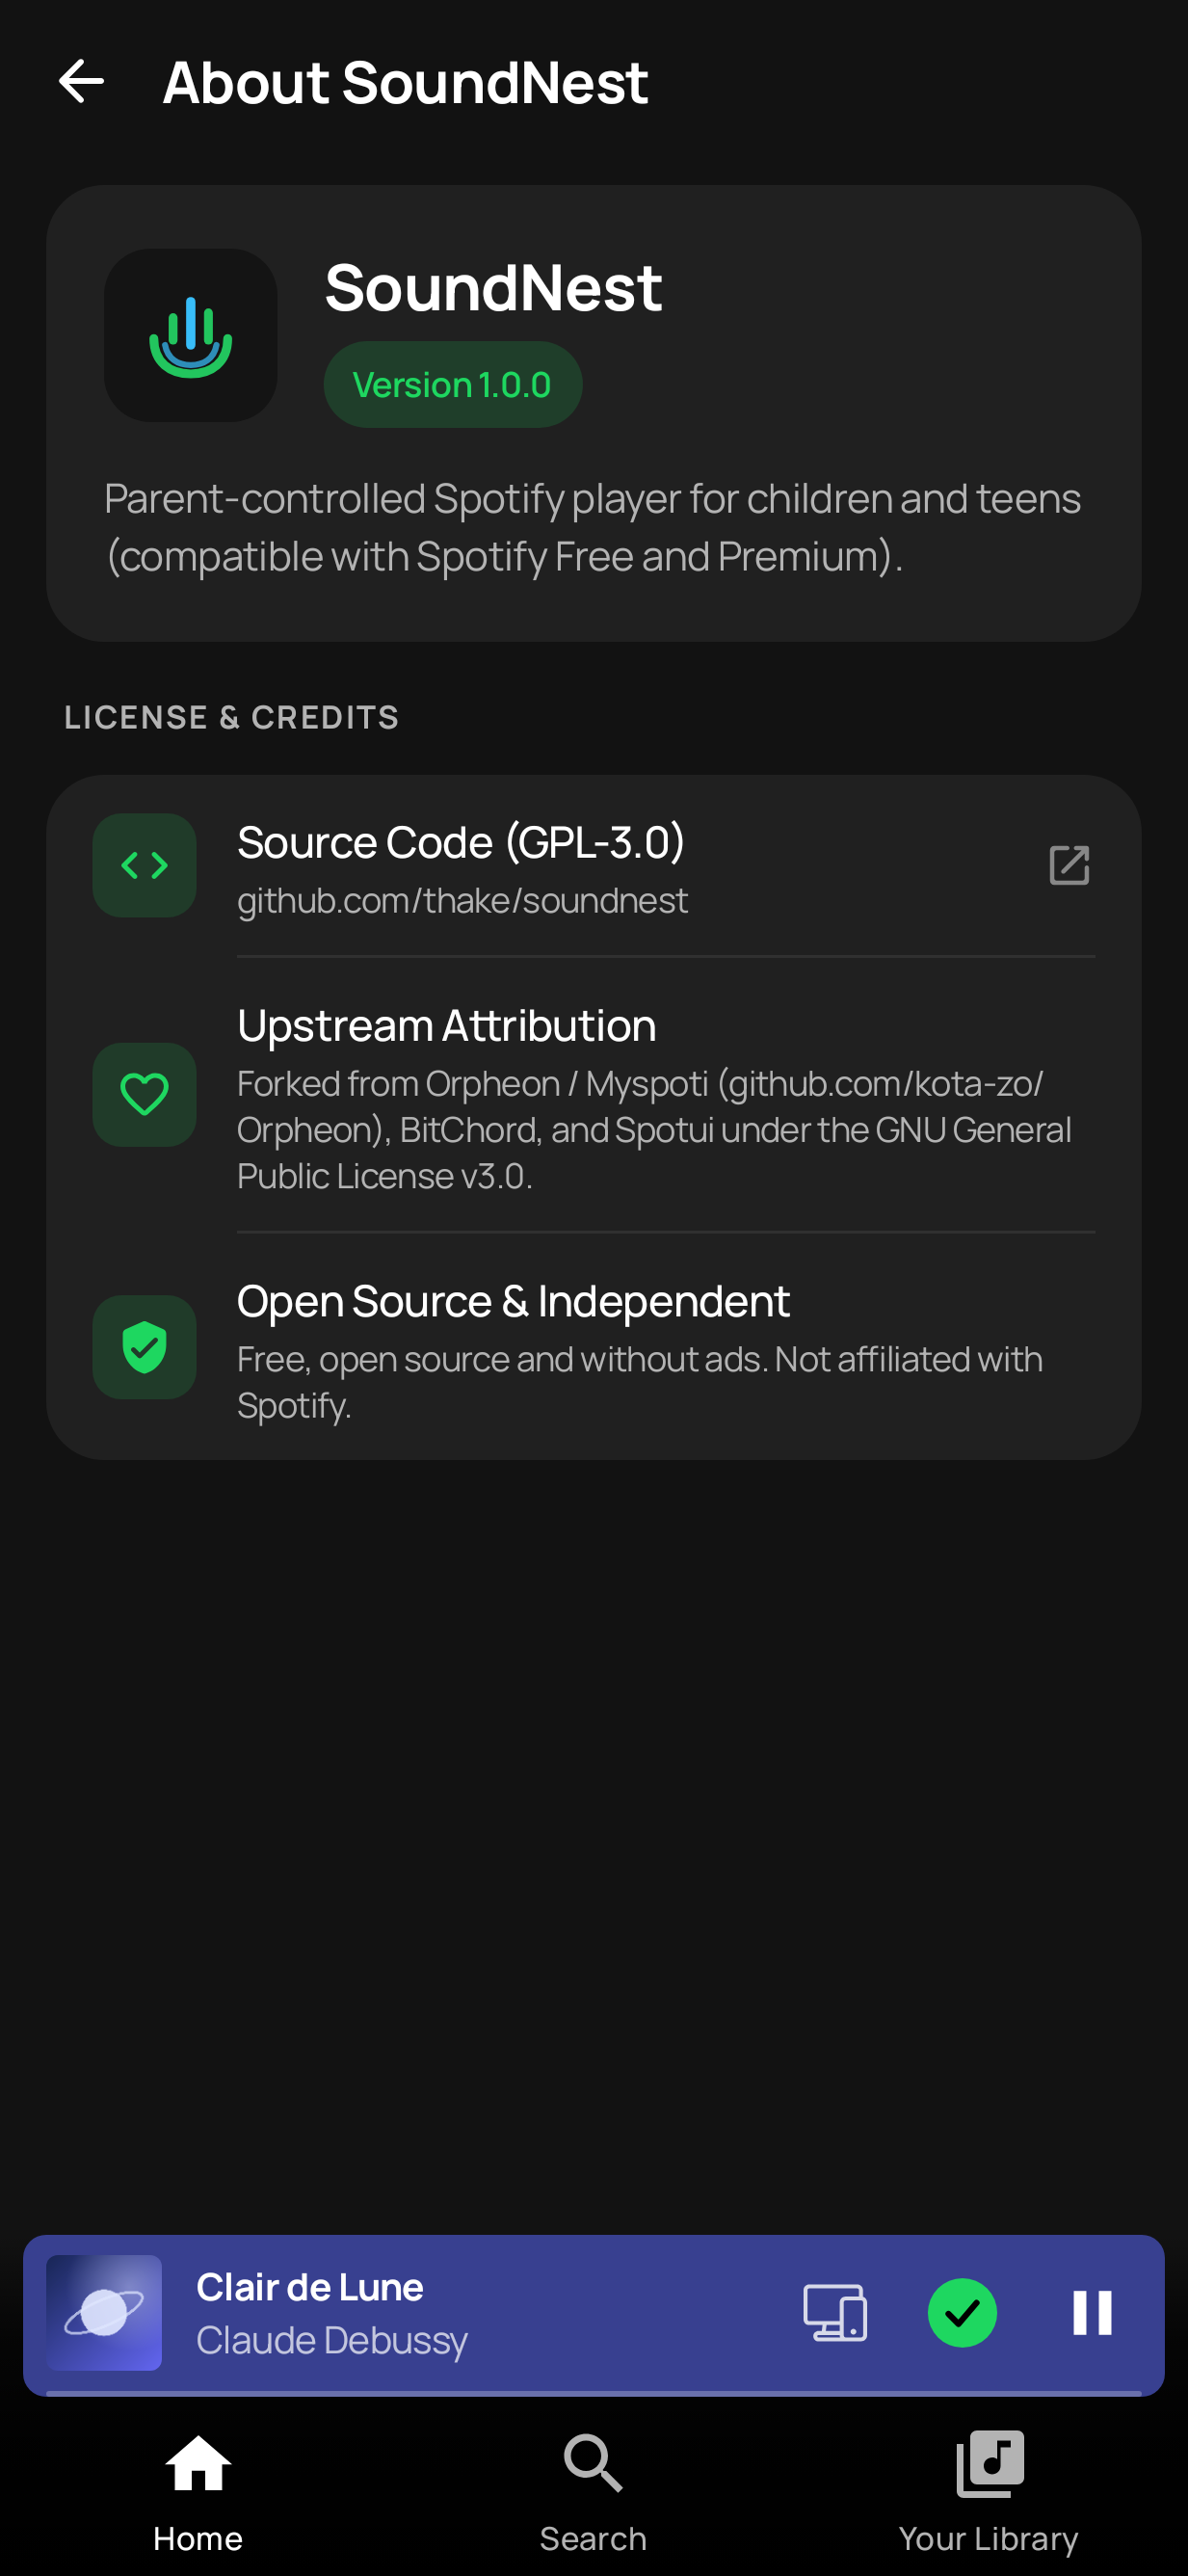 About SoundNest
SoundNest
Version 1.0.0
Parent-controlled Spotify player for children and teens
(compatible with Spotify Free and Premium).
LICENSE & CREDITS
Source Code (GPL-3.0)
github.com/thake/soundnest
Upstream Attribution
Forked from Orpheon / Myspoti (github.com/kota-zo/
Orpheon), BitChord, and Spotui under the GNU General
Public License v3.0.
Open Source & Independent
Free, open source and without ads. Not affiliated with
Spotify.
Clair de Lune
Claude Debussy
Home
Search
Your Library